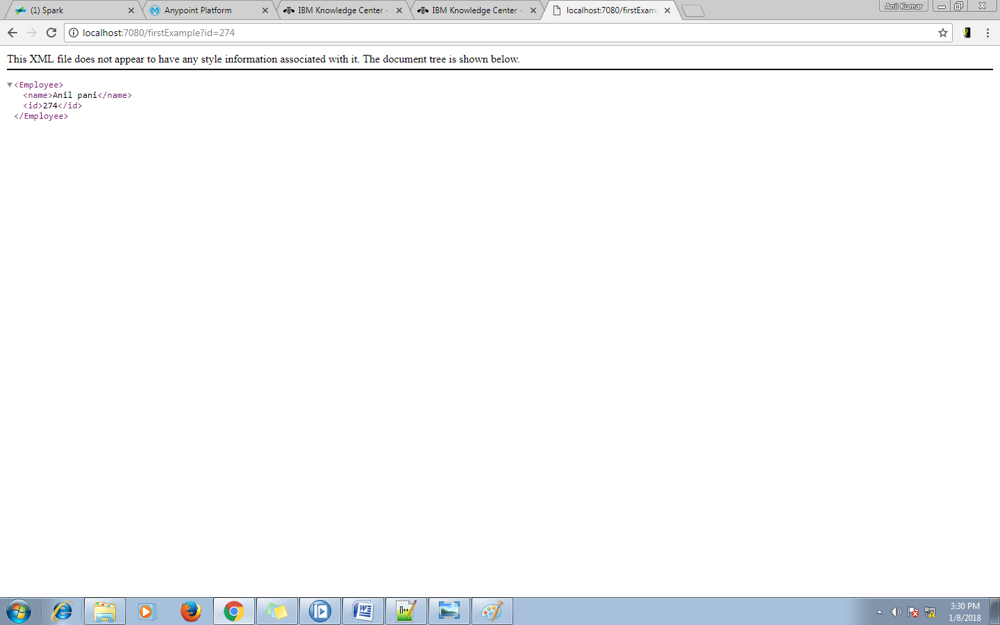 (1) Spark
Anypoint Platform
IBM Knowledge Center -
IBM Knowledge Center -
localhost:7080/firstExam
Anil Kumar
localhost:7080/firstExample?id=274
This XML file does not appear to have any style information associated with it. The document tree is shown below.
<Employee>
<name>Anil pani</name>
<id>274</id>
</Employee>
3:30 PM
1/8/2018